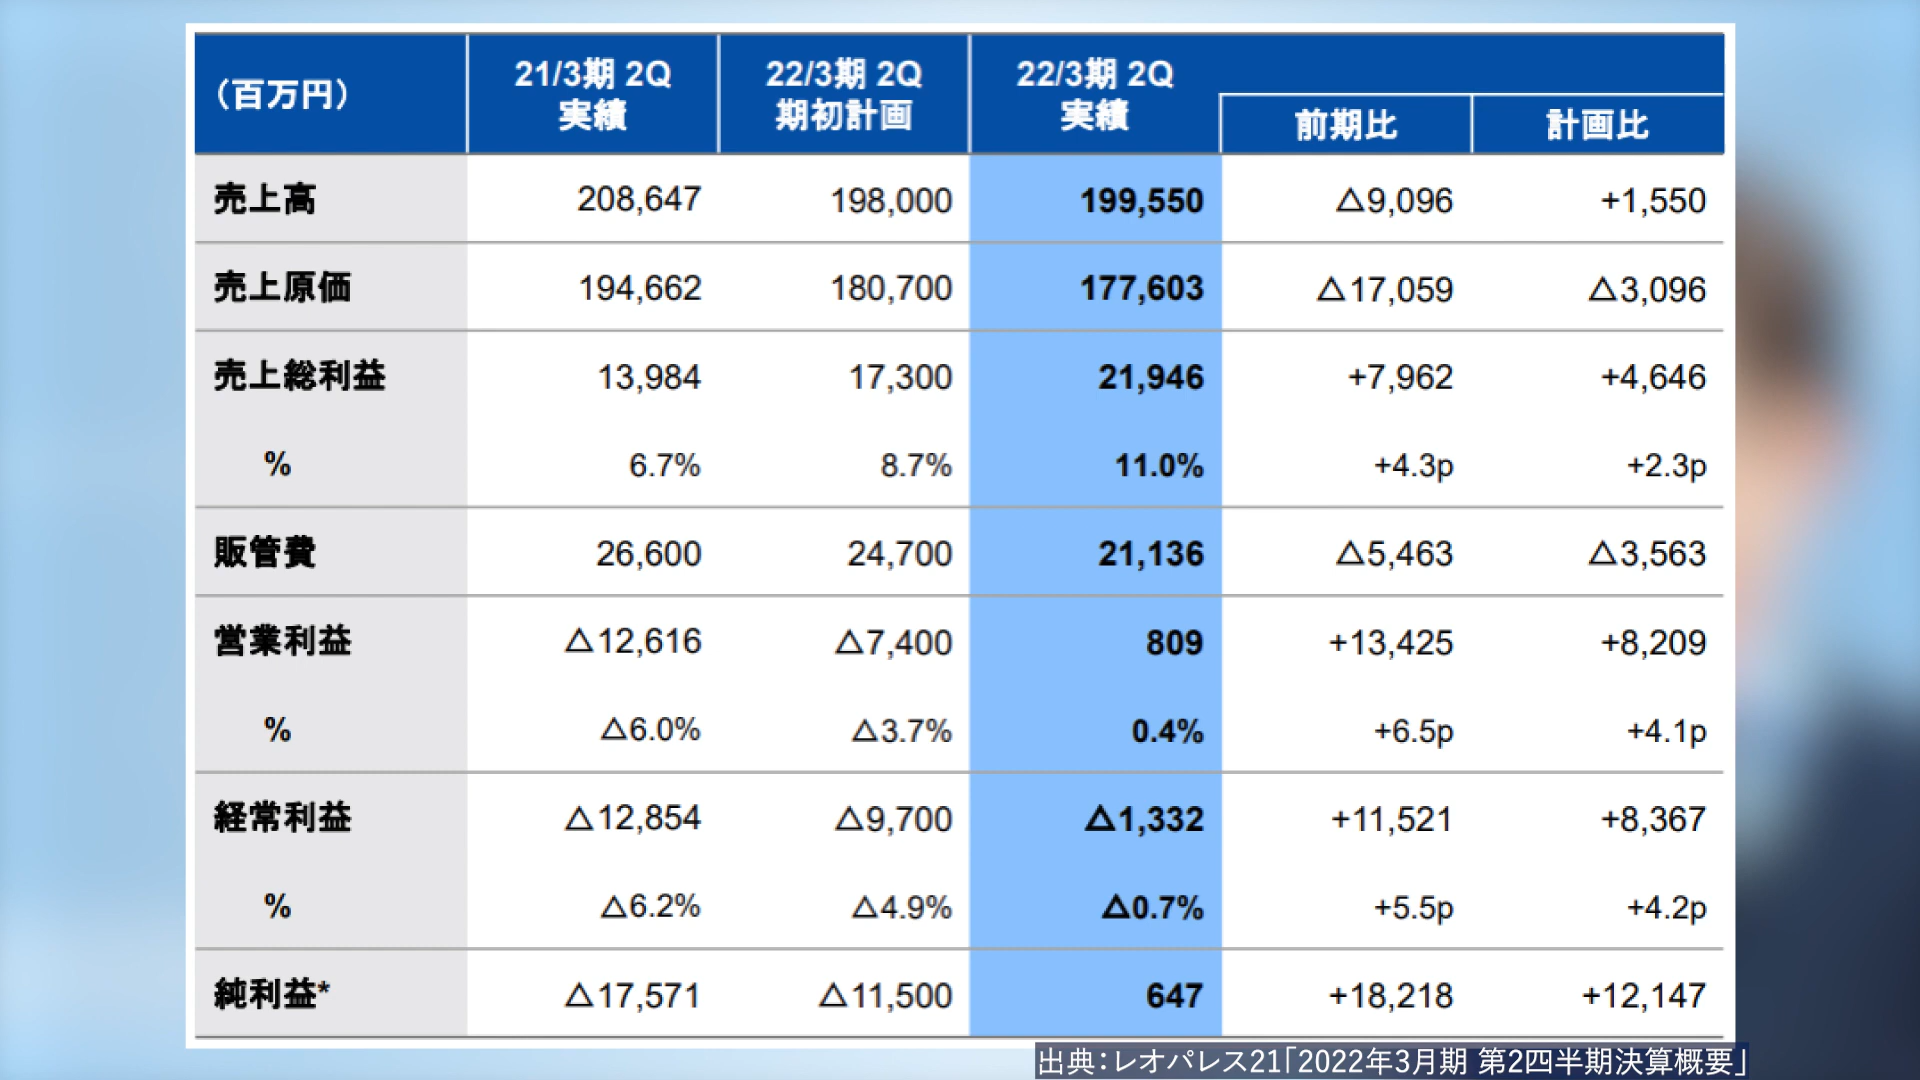 （百万円） 21/3期 2Q 実績 22/3期 2Q 期初計画 22/3期 2Q 実績 前期比 計画比
売上高 208,647 198,000 199,550 △9,096 +1,550
売上原価 194,662 180,700 177,603 △17,059 △3,096
売上総利益 13,984 17,300 21,946 +7,962 +4,646
% 6.7% 8.7% 11.0% +4.3p +2.3p
販管費 26,600 24,700 21,136 △5,463 △3,563
営業利益 △12,616 △7,400 809 +13,425 +8,209
% △6.0% △3.7% 0.4% +6.5p +4.1p
経常利益 △12,854 △9,700 △1,332 +11,521 +8,367
% △6.2% △4.9% △0.7% +5.5p +4.2p
純利益* △17,571 △11,500 647 +18,218 +12,147
出典：レオパレス21「2022年3月期 第2四半期決算概要」